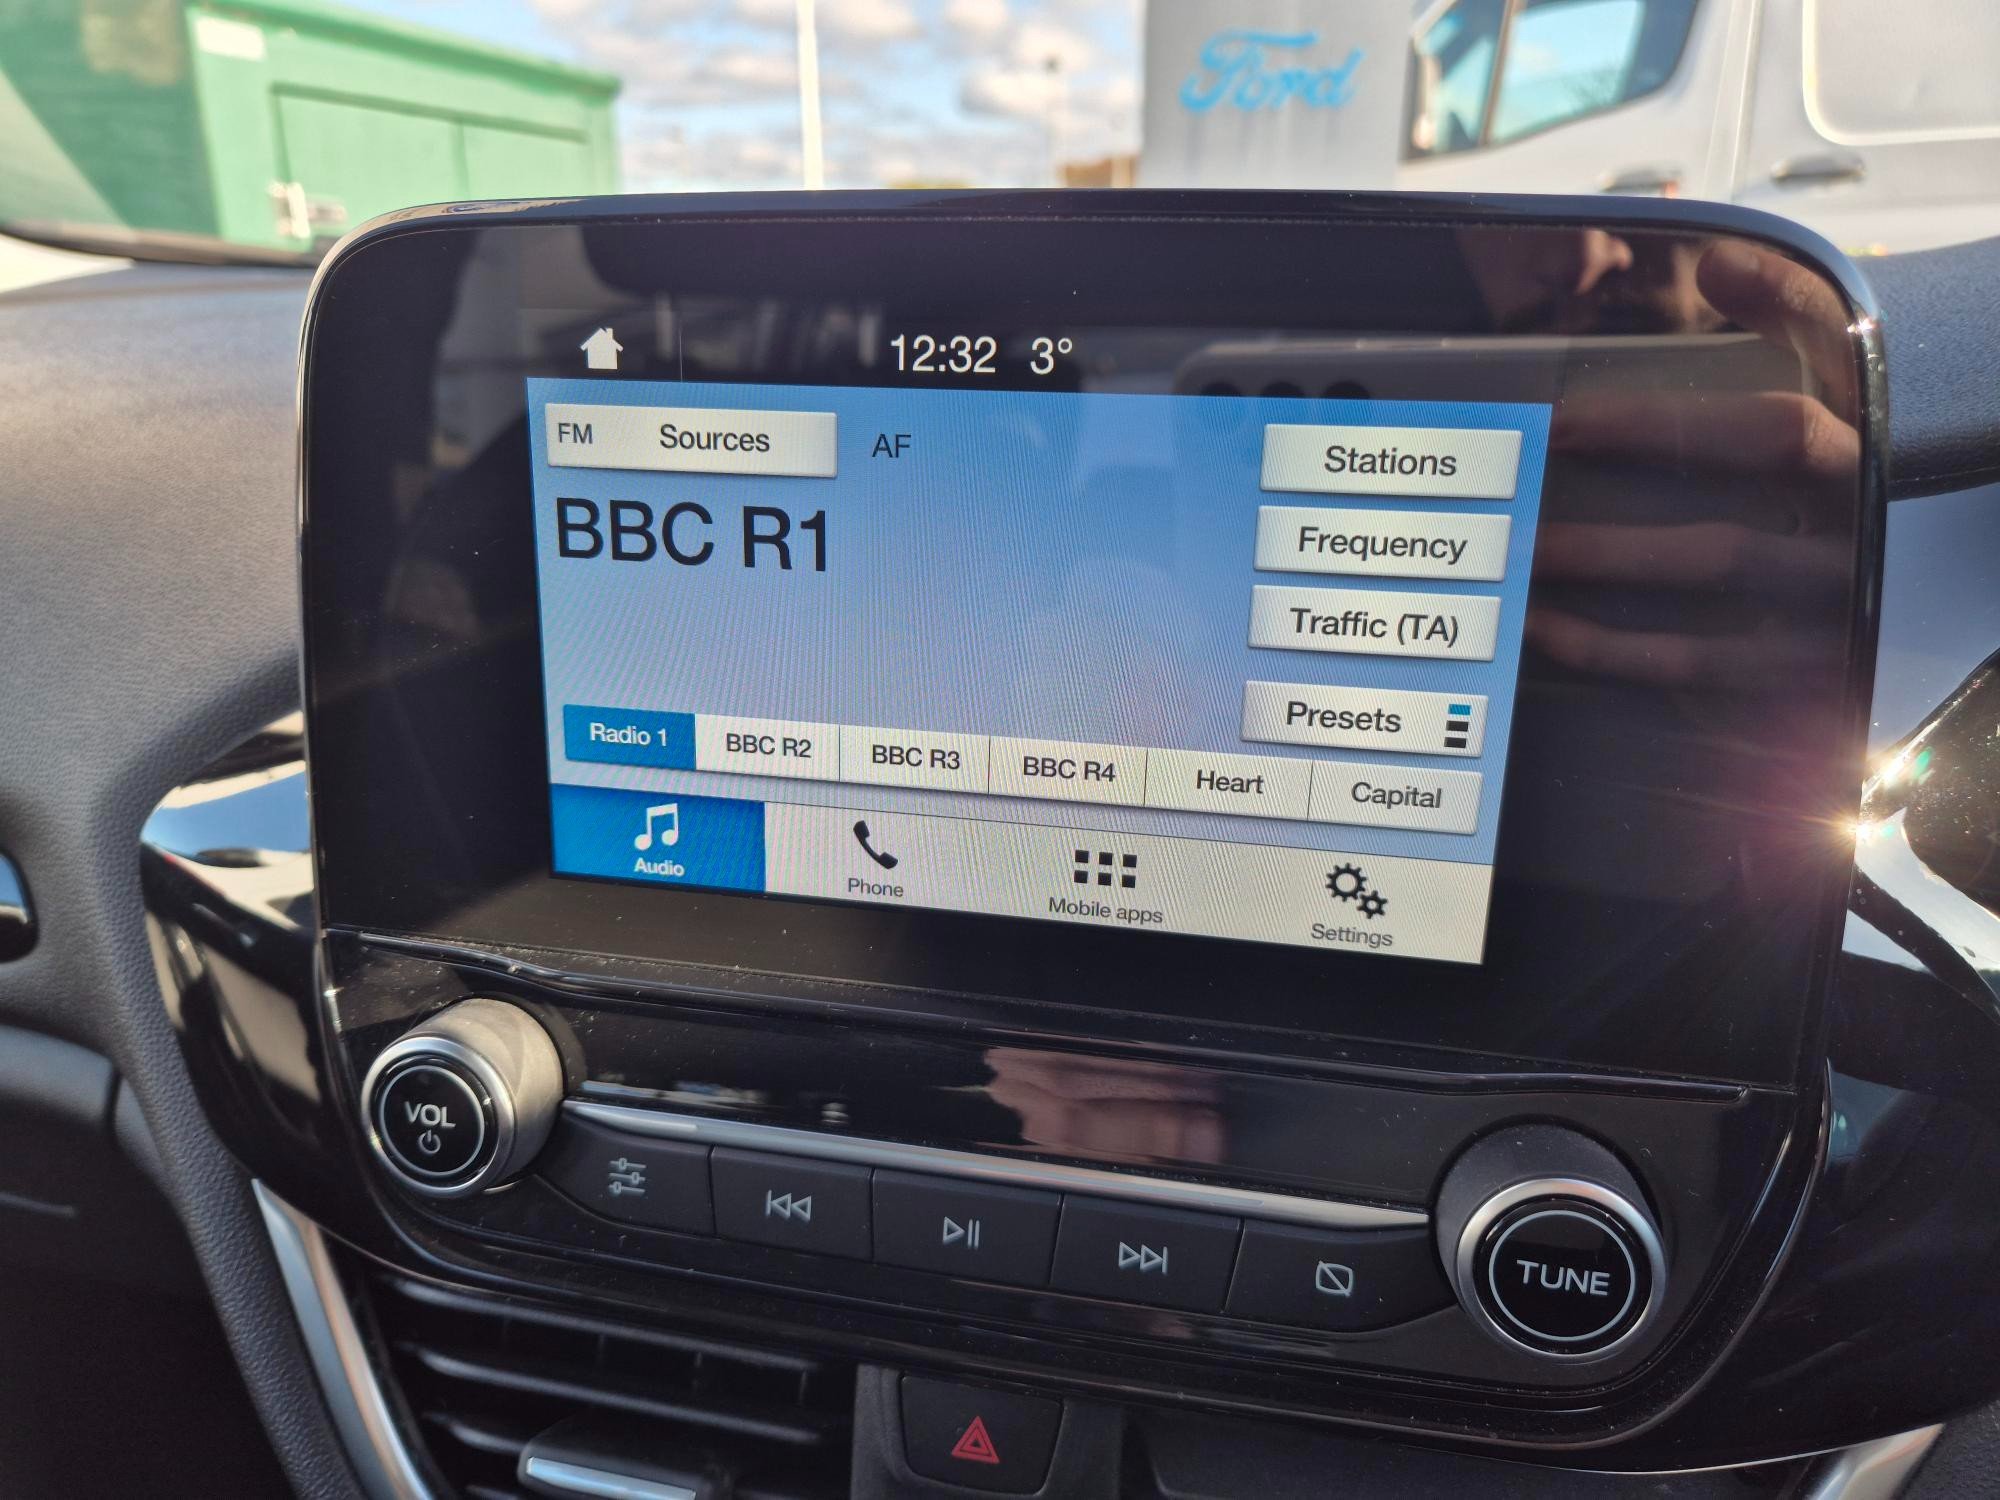 Ford
12:32 3°
FM Sources AF
Stations
BBC R1
Frequency
Traffic (TA)
Presets
Radio 1 BBC R2 BBC R3 BBC R4 Heart Capital
Audio Phone Mobile apps Settings
VOL
TUNE